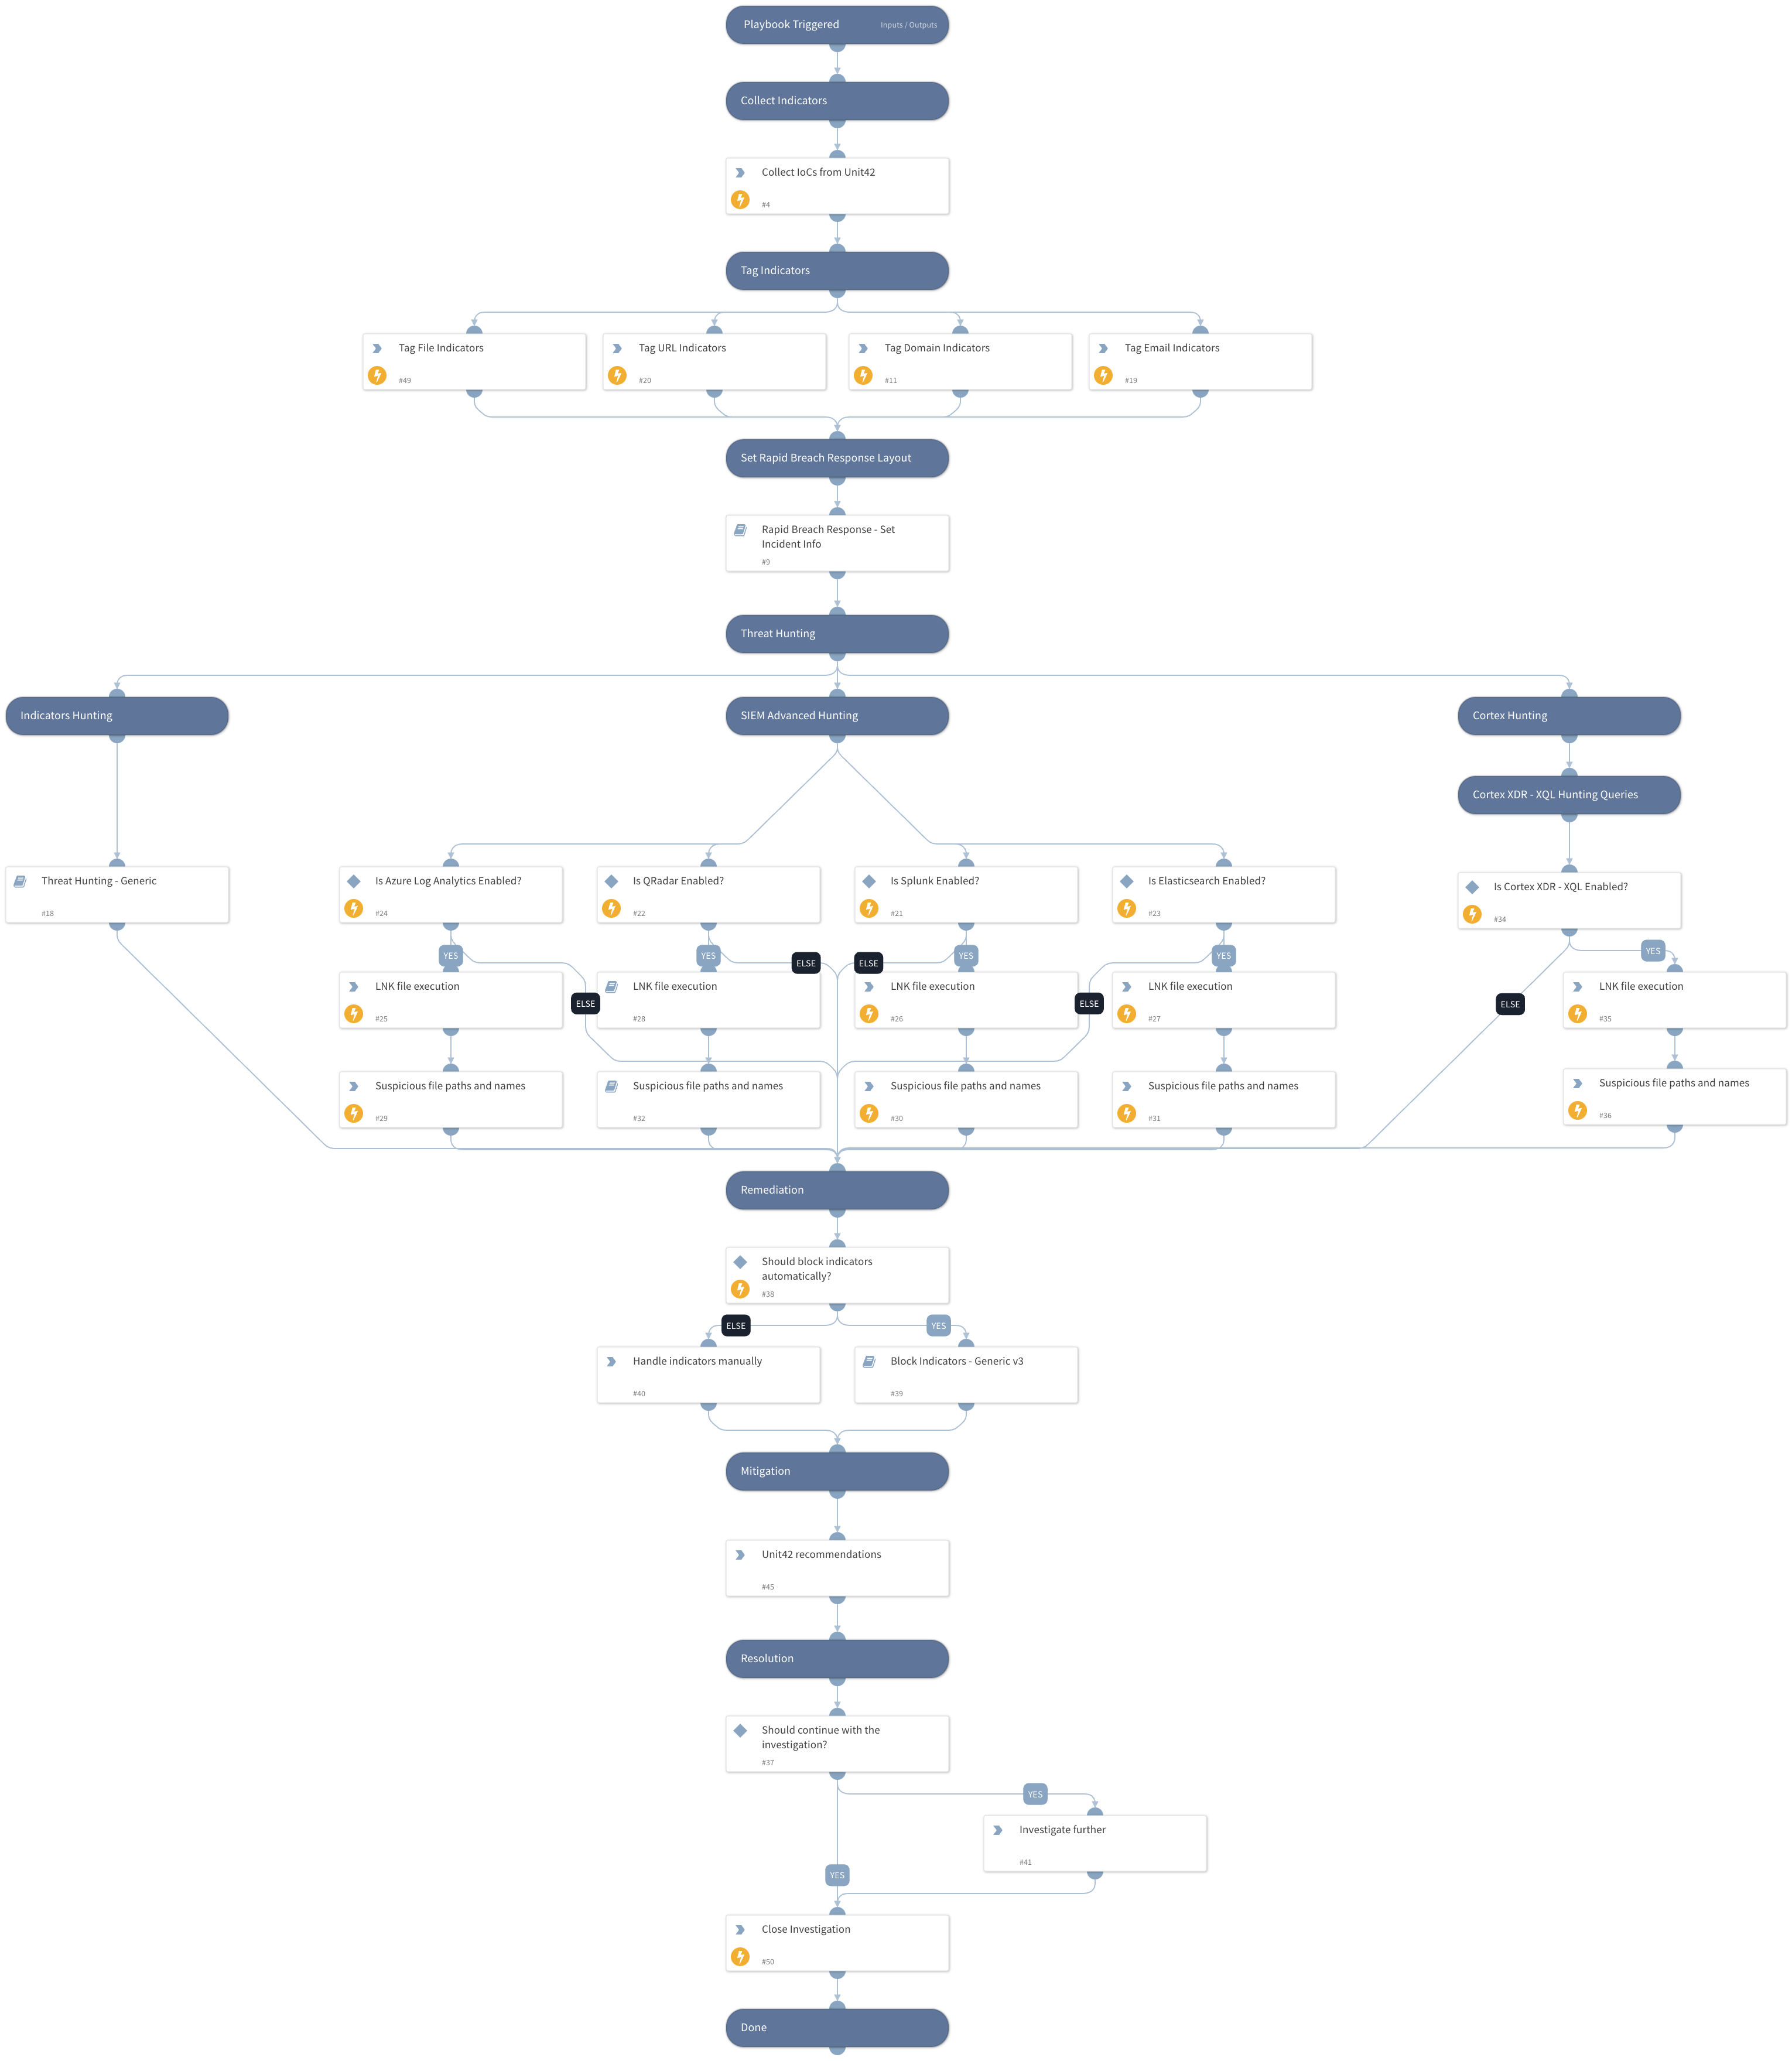 Playbook Triggered
Inputs / Outputs
Collect Indicators
Collect IoCs from Unit42
#4
Tag Indicators
Tag File Indicators
#49
Tag URL Indicators
#20
Tag Domain Indicators
#11
Tag Email Indicators
#19
Set Rapid Breach Response Layout
Rapid Breach Response - Set
Incident Info
#9
Threat Hunting
Indicators Hunting
SIEM Advanced Hunting
Cortex Hunting
Cortex XDR - XQL Hunting Queries
Threat Hunting - Generic
#18
Is Azure Log Analytics Enabled?
#24
Is QRadar Enabled?
#22
Is Splunk Enabled?
#21
Is Elasticsearch Enabled?
#23
Is Cortex XDR - XQL Enabled?
#34
YES
YES
ELSE
ELSE
YES
YES
YES
LNK file execution
#25
ELSE
LNK file execution
#28
LNK file execution
#26
ELSE
LNK file execution
#27
ELSE
LNK file execution
#35
Suspicious file paths and names
#29
Suspicious file paths and names
#32
Suspicious file paths and names
#30
Suspicious file paths and names
#31
Suspicious file paths and names
#36
Remediation
Should block indicators
automatically?
#38
ELSE
YES
Handle indicators manually
#40
Block Indicators - Generic v3
#39
Mitigation
Unit42 recommendations
#45
Resolution
Should continue with the
investigation?
#37
YES
Investigate further
#41
YES
Close Investigation
#50
Done